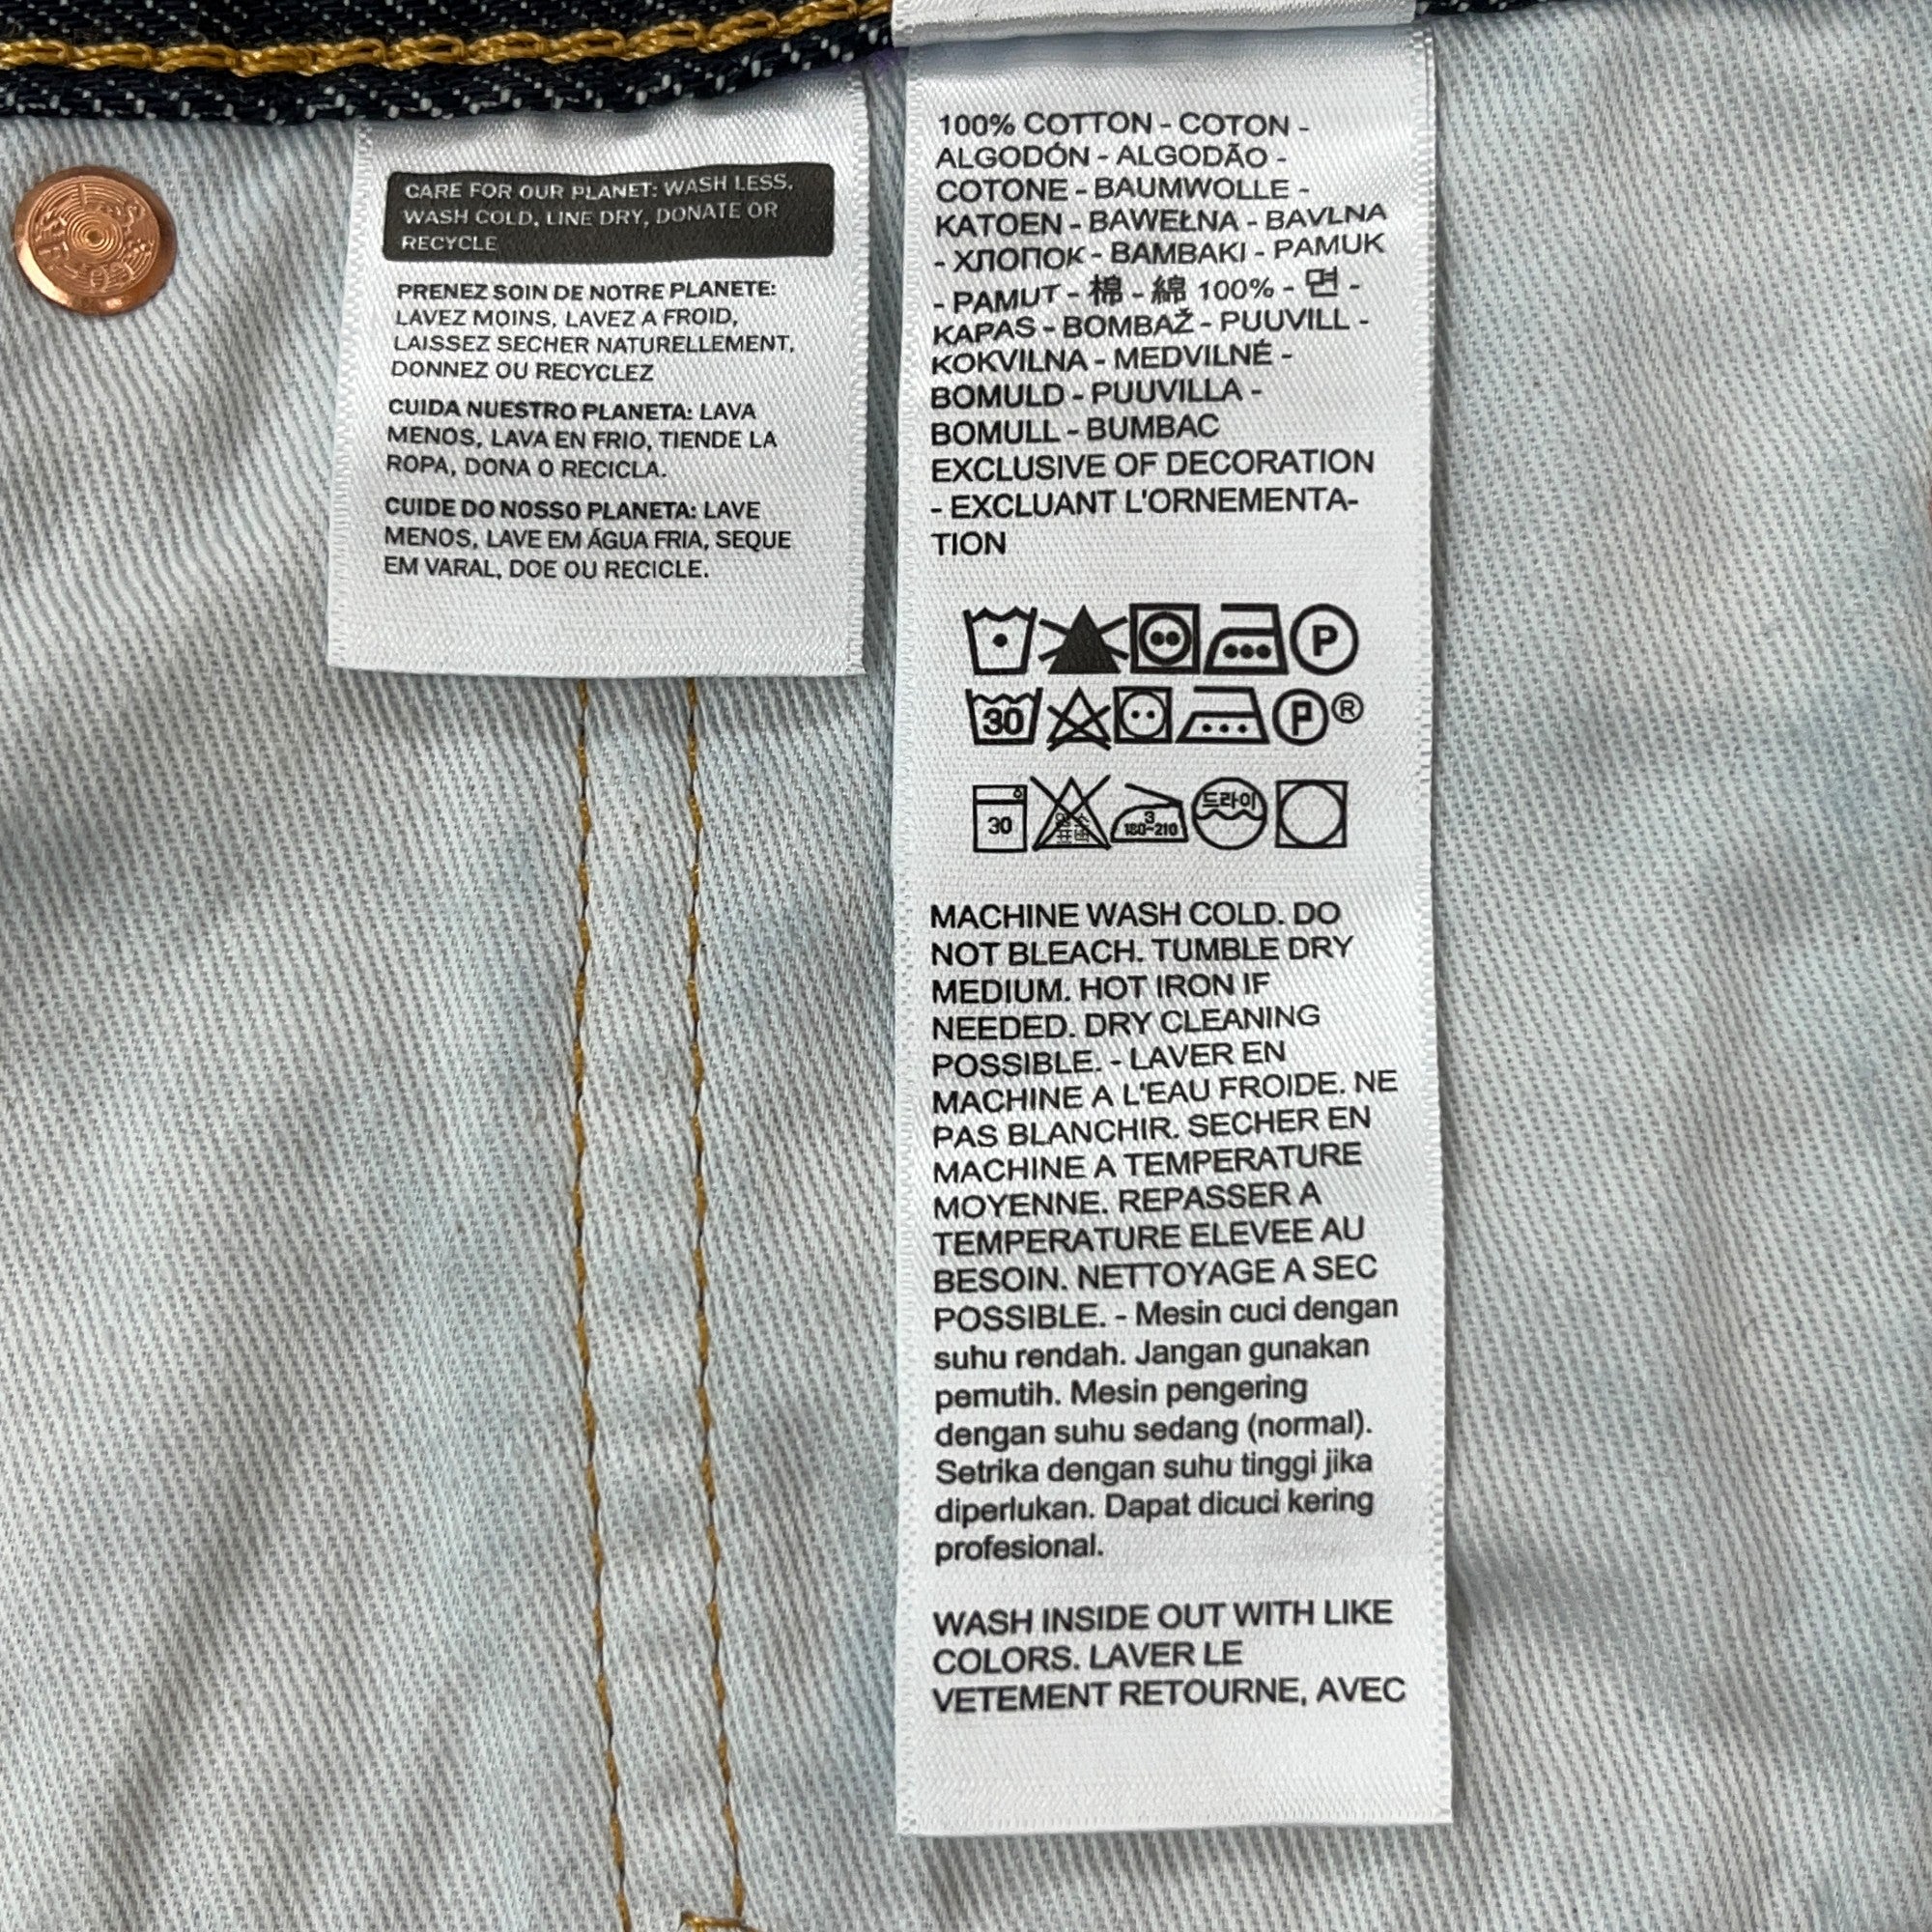 CARE FOR OUR PLANET: WASH LESS,
WASH COLD, LINE DRY, DONATE OR
RECYCLE
PRENEZ SOIN DE NOTRE PLANETE:
LAVEZ MOINS, LAVEZ A FROID,
LAISSEZ SECHER NATURELLEMENT,
DONNEZ OU RECYCLEZ
CUIDA NUESTRO PLANETA: LAVA
MENOS, LAVA EN FRIO, TIENDE LA
ROPA, DONA O RECICLA.
CUIDE DO NOSSO PLANETA: LAVE
MENOS, LAVE EM ÁGUA FRIA, SEQUE
EM VARAL, DOE OU RECICLE.
100% COTTON - COTON -
ALGODÓN - ALGODÃO -
COTONE - BAUMWOLLE -
KATOEN - BAWEŁNA - BAVLNA
- ХЛОПОК - BAMBAKI - PAMUK
- PAMUT - 棉 - 綿 100% - 면 -
KAPAS - BOMBAŽ - PUUVILL -
KOKVILNA - MEDVILNĖ -
BOMULD - PUUVILLA -
BOMULL - BUMBAC
EXCLUSIVE OF DECORATION
- EXCLUANT L'ORNEMENTA-
TION
P
30 P ®
30 3 180~210 드라이
MACHINE WASH COLD. DO
NOT BLEACH. TUMBLE DRY
MEDIUM. HOT IRON IF
NEEDED. DRY CLEANING
POSSIBLE. - LAVER EN
MACHINE A L'EAU FROIDE. NE
PAS BLANCHIR. SECHER EN
MACHINE A TEMPERATURE
MOYENNE. REPASSER A
TEMPERATURE ELEVEE AU
BESOIN. NETTOYAGE A SEC
POSSIBLE. - Mesin cuci dengan
suhu rendah. Jangan gunakan
pemutih. Mesin pengering
dengan suhu sedang (normal).
Setrika dengan suhu tinggi jika
diperlukan. Dapat dicuci kering
profesional.
WASH INSIDE OUT WITH LIKE
COLORS. LAVER LE
VETEMENT RETOURNE, AVEC